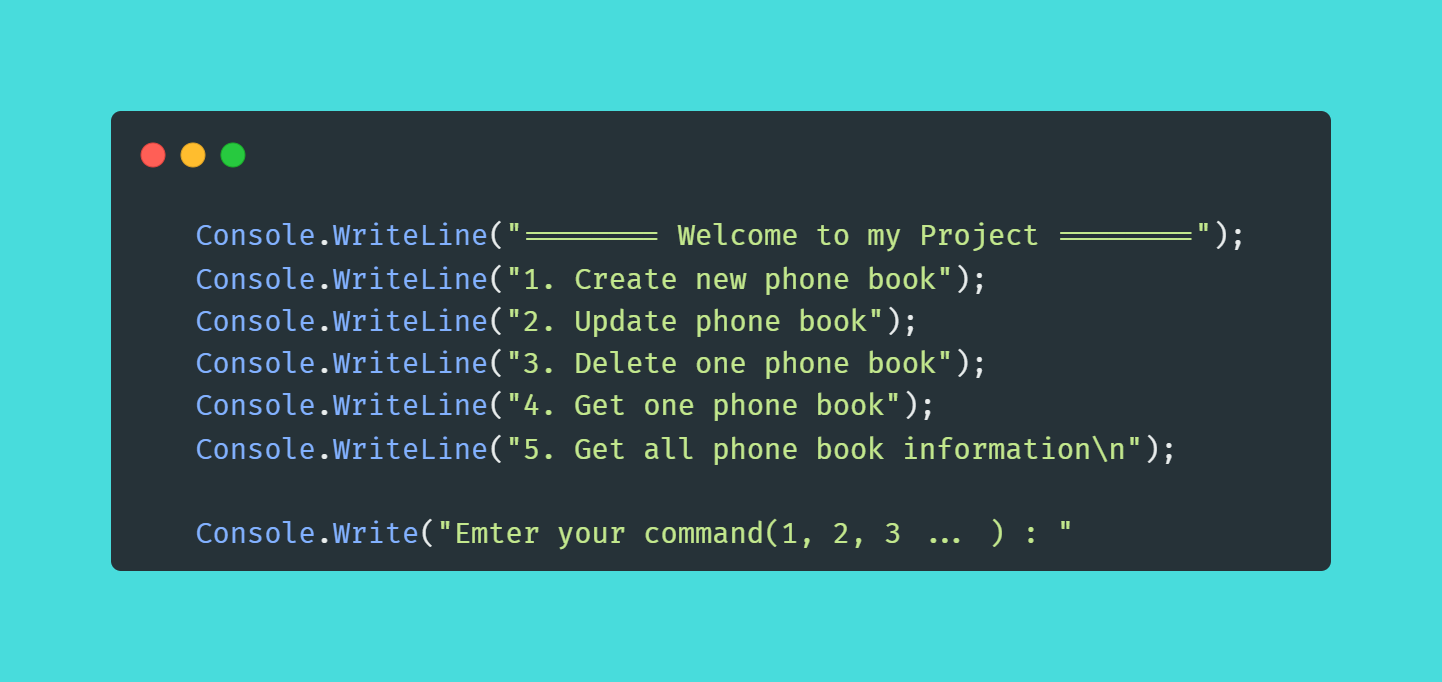 Console.WriteLine("======== Welcome to my Project ========");
Console.WriteLine("1. Create new phone book");
Console.WriteLine("2. Update phone book");
Console.WriteLine("3. Delete one phone book");
Console.WriteLine("4. Get one phone book");
Console.WriteLine("5. Get all phone book information\n");
Console.Write("Emter your command(1, 2, 3 ... ) : "